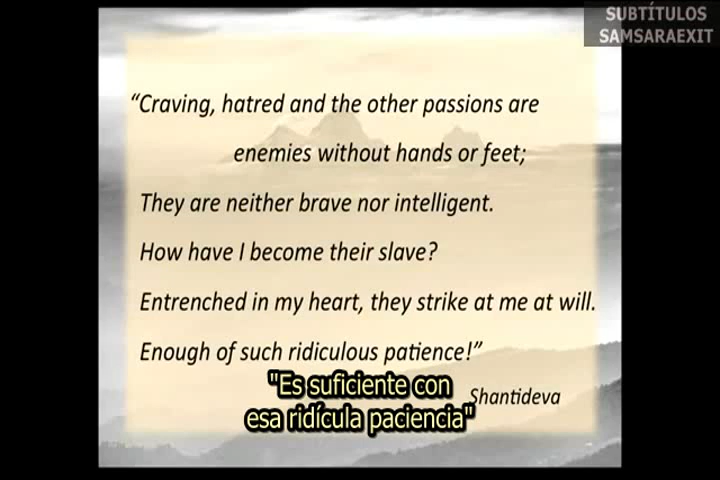 SUBTÍTULOS
SAMSARAEXIT
“Craving, hatred and the other passions are
enemies without hands or feet;
They are neither brave nor intelligent.
How have I become their slave?
Entrenched in my heart, they strike at me at will.
Enough of such ridiculous patience!”
Shantideva
"Es suficiente con
esa ridícula paciencia"